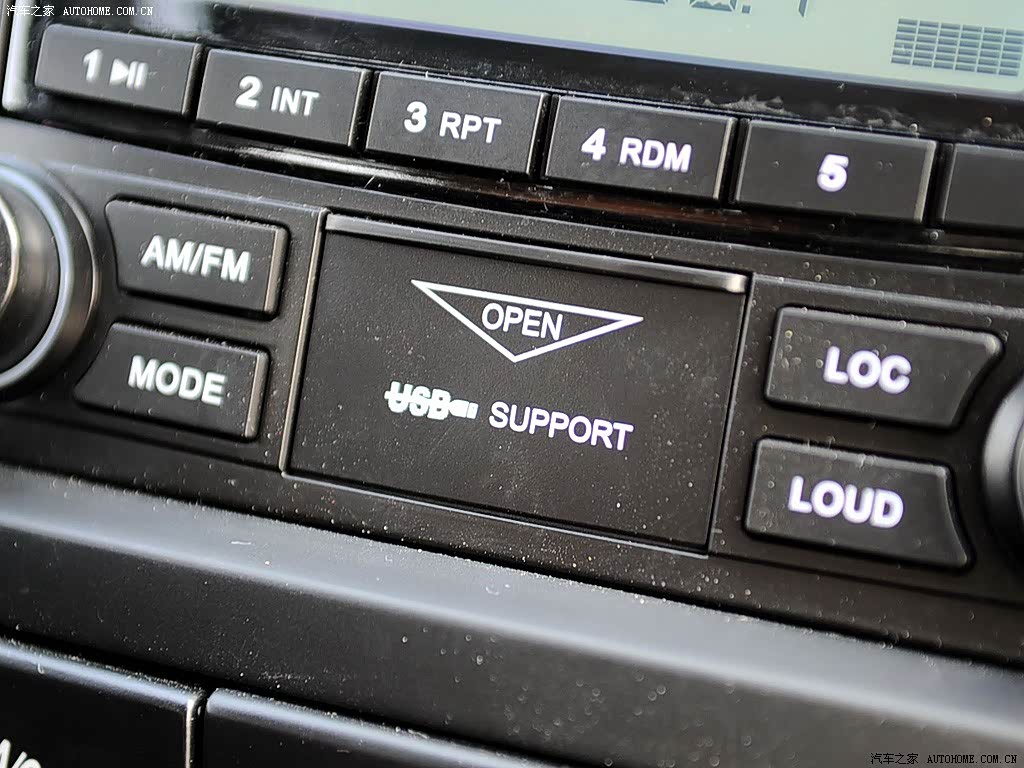 汽车之家 AUTOHOME.COM.CN
1 ▶II
2 INT
3 RPT
4 RDM
5
AM/FM
OPEN
LOC
MODE
USB SUPPORT
LOUD
汽车之家 AUTOHOME.COM.CN